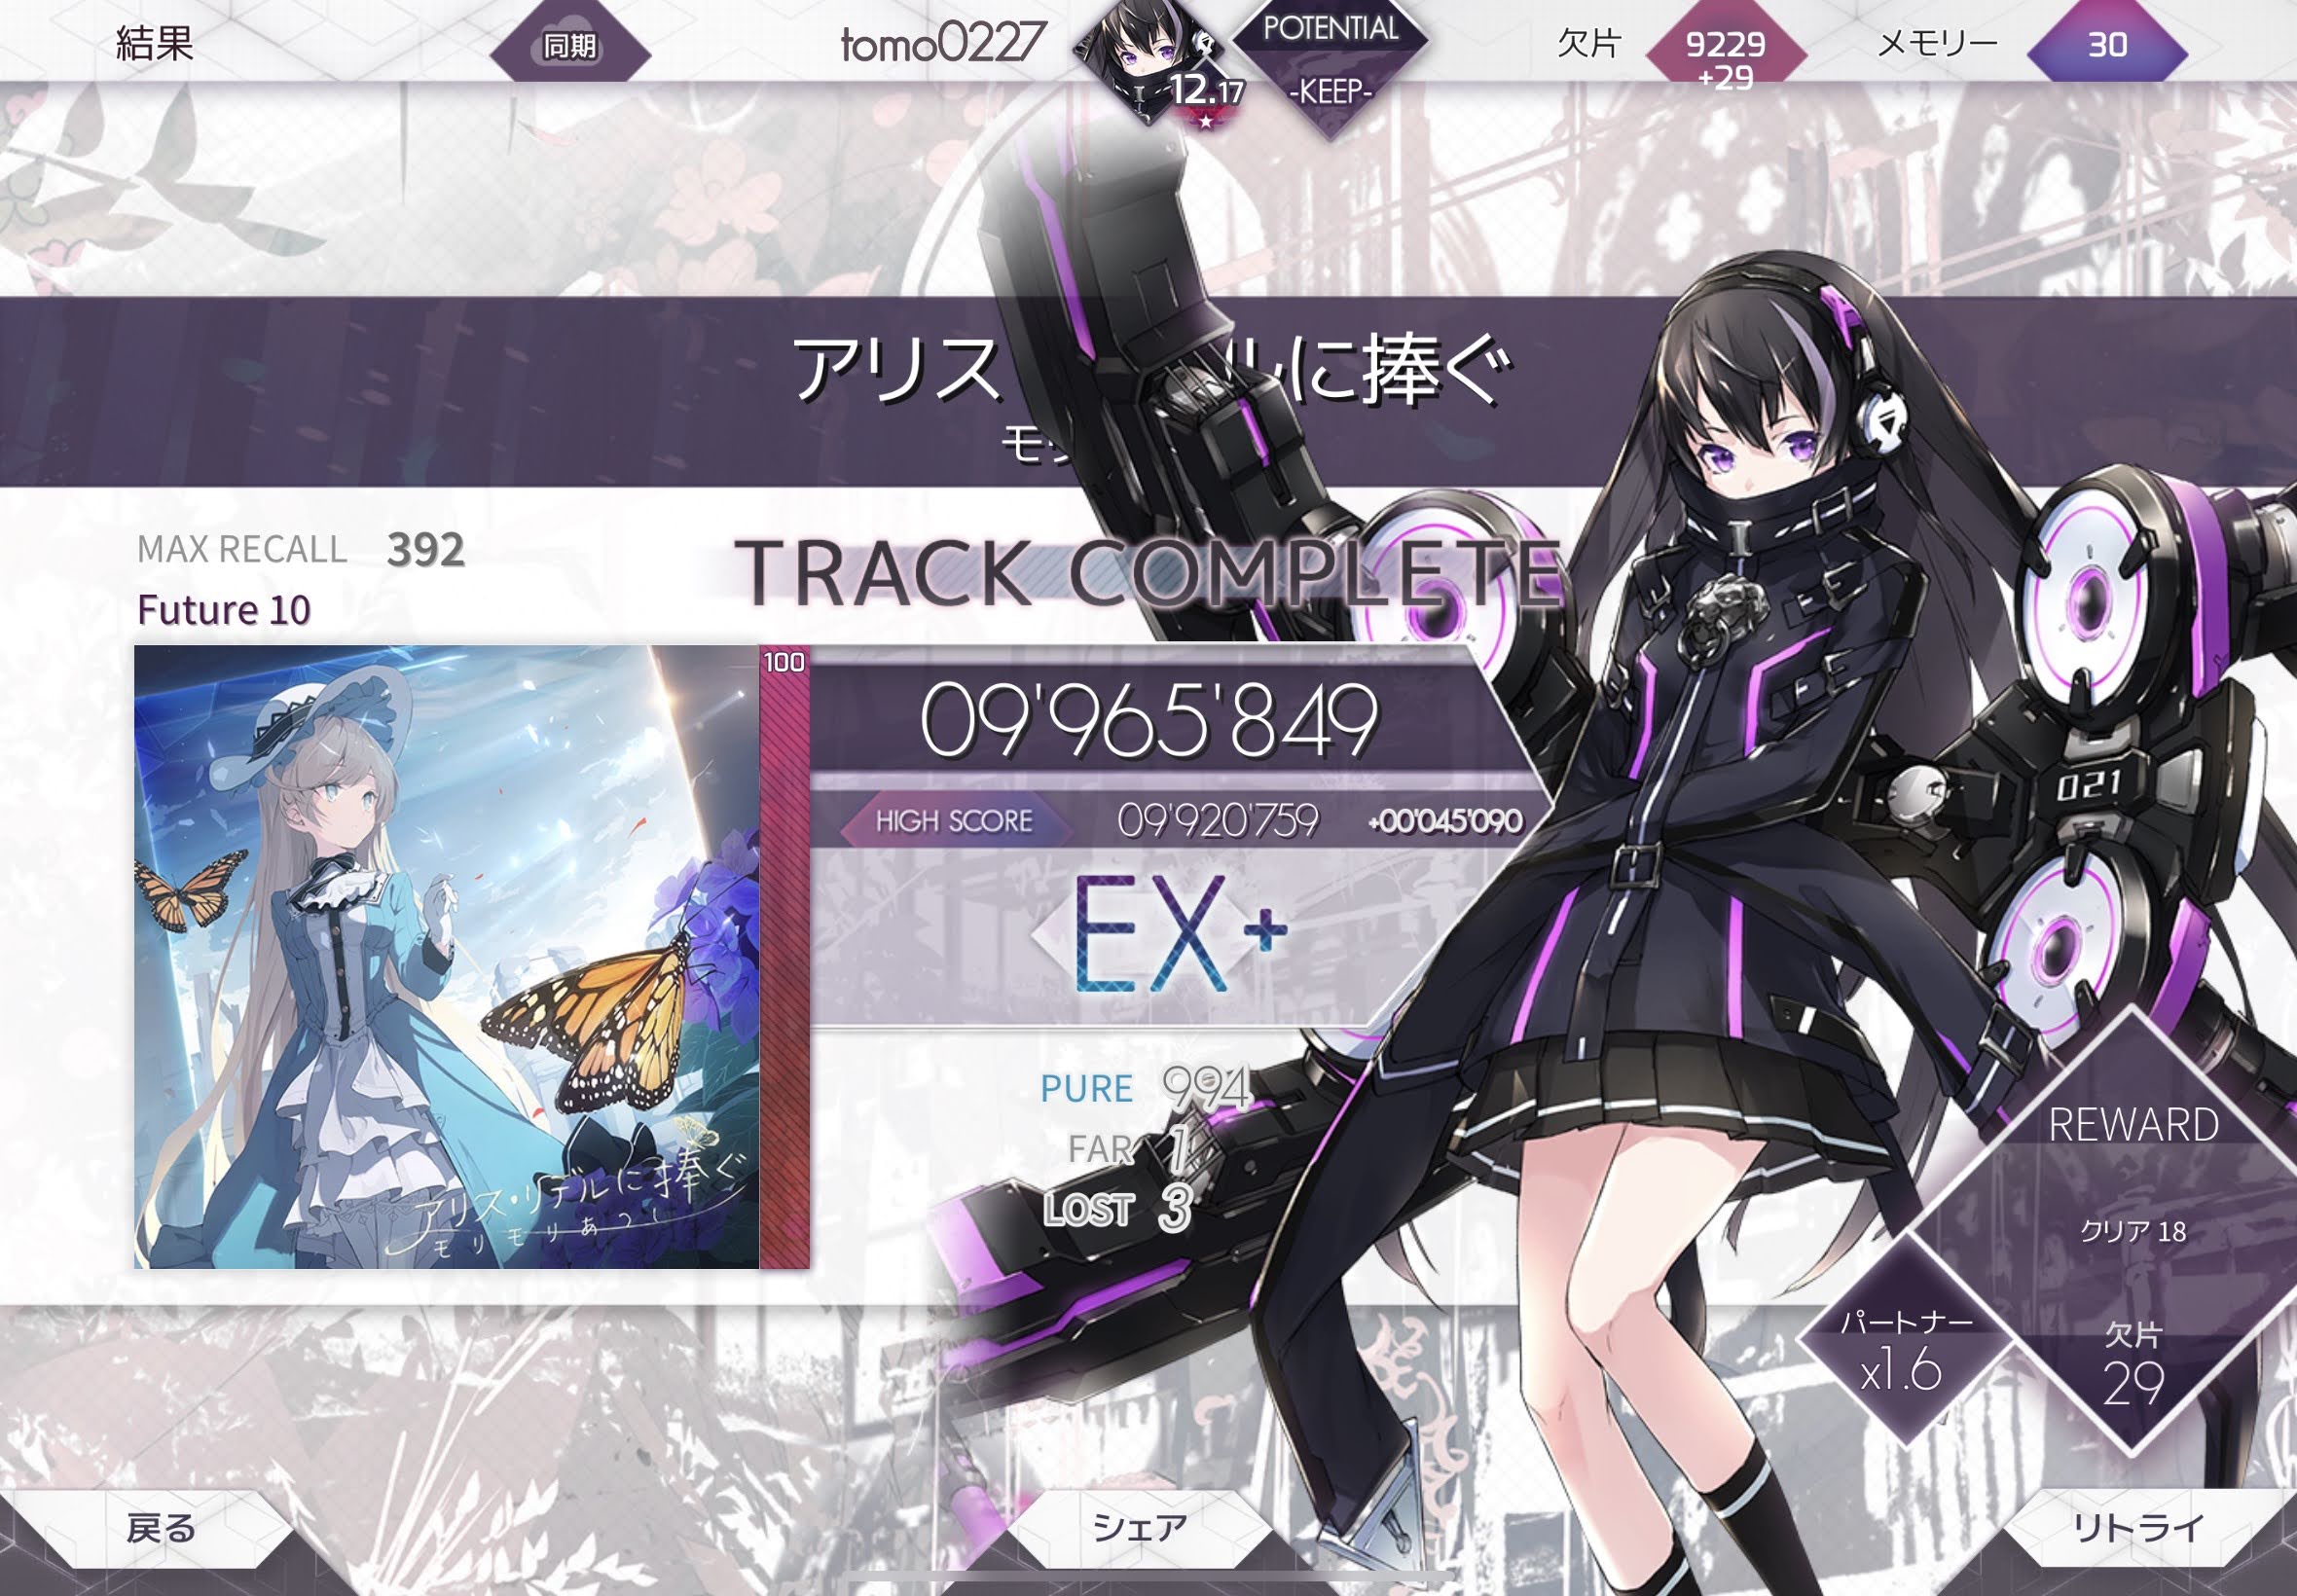 結果
同期
tomo0227
12.17
POTENTIAL
-KEEP-
欠片
9229
+29
メモリー
30
アリス
ルに捧ぐ
モ
MAX RECALL 392
Future 10
TRACK COMPLETE
100
09'965'849
HIGH SCORE 09'920'759 +00'045'090
EX+
021
PURE 994
FAR 1
LOST 3
アリス・リデルに捧ぐ
モリモリあつし
REWARD
クリア 18
パートナー
x1.6
欠片
29
戻る
シェア
リトライ